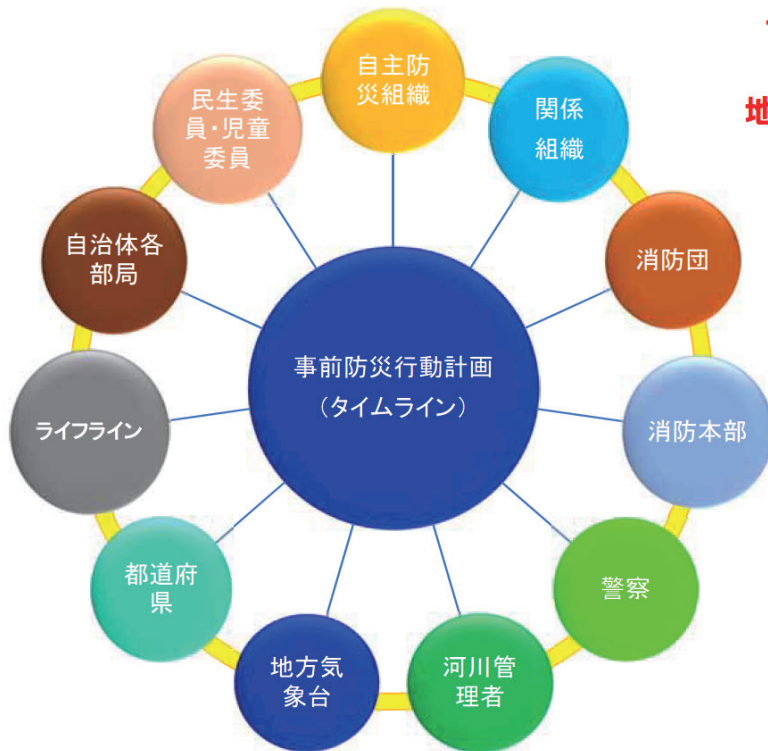 自主防
災組織
関係
組織
地
消防団
消防本部
警察
河川管
理者
地方気
象台
都道府
県
ライフライン
自治体各
部局
民生委
員・児童
委員
事前防災行動計画
（タイムライン）